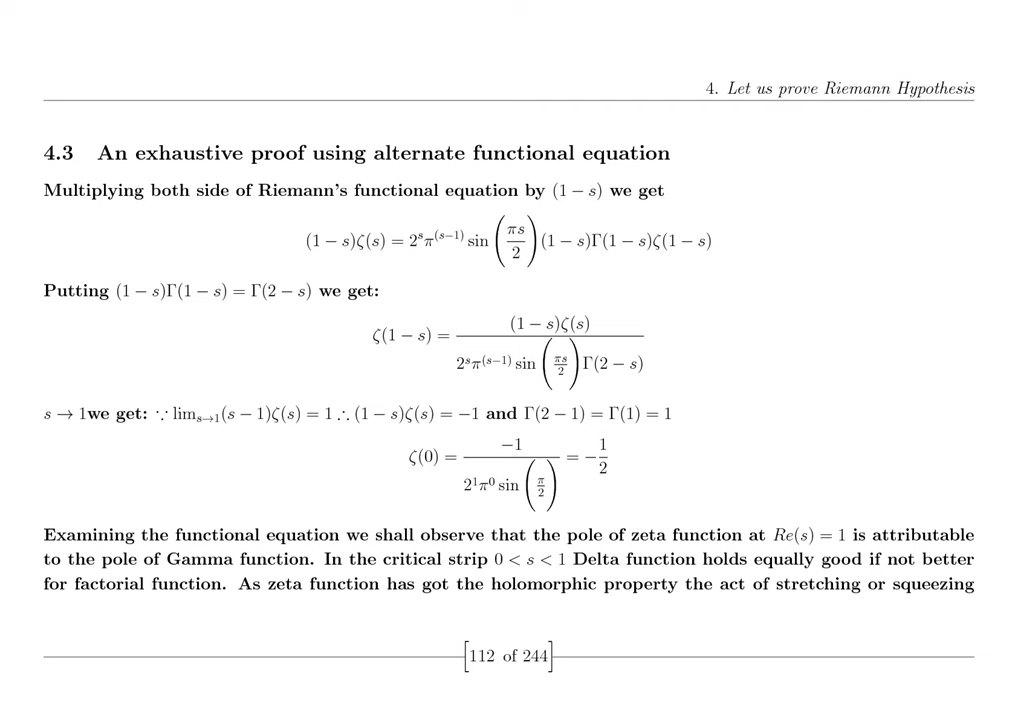 4. Let us prove Riemann Hypothesis
4.3 An exhaustive proof using alternate functional equation
Multiplying both side of Riemann's functional equation by (1 − s) we get
(1 − s)ζ(s) = 2^s π^(s−1) sin(πs/2)(1 − s)Γ(1 − s)ζ(1 − s)
Putting (1 − s)Γ(1 − s) = Γ(2 − s) we get:
ζ(1 − s) = (1 − s)ζ(s) / 2^s π^(s−1) sin(πs/2)Γ(2 − s)
s → 1we get: ∵ lim_{s→1}(s − 1)ζ(s) = 1 ∴ (1 − s)ζ(s) = −1 and Γ(2 − 1) = Γ(1) = 1
ζ(0) = −1 / 2^1 π^0 sin(π/2) = −1/2
Examining the functional equation we shall observe that the pole of zeta function at Re(s) = 1 is attributable
to the pole of Gamma function. In the critical strip 0 < s < 1 Delta function holds equally good if not better
for factorial function. As zeta function has got the holomorphic property the act of stretching or squeezing
[112 of 244]